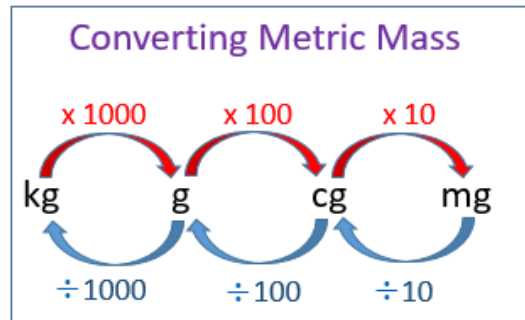 Converting Metric Mass
x 1000 x 100 x 10
kg g cg mg
÷1000 ÷100 ÷10